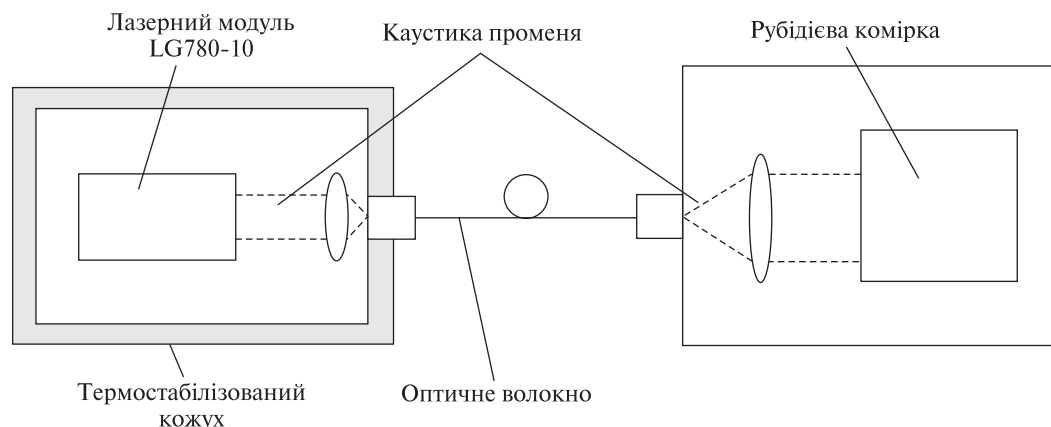 Лазерний модуль
LG780-10
Каустика променя
Рубідієва комірка
Термостабілізований
кожух
Оптичне волокно